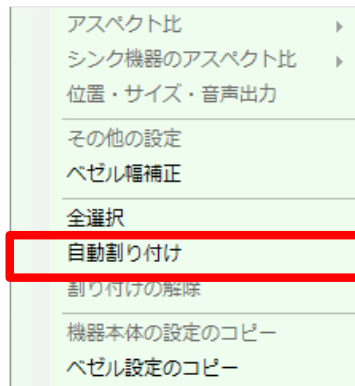 アスペクト比
シンク機器のアスペクト比
位置・サイズ・音声出力
その他の設定
ベゼル幅補正
全選択
自動割り付け
割り付けの解除
機器本体の設定のコピー
ベゼル設定のコピー